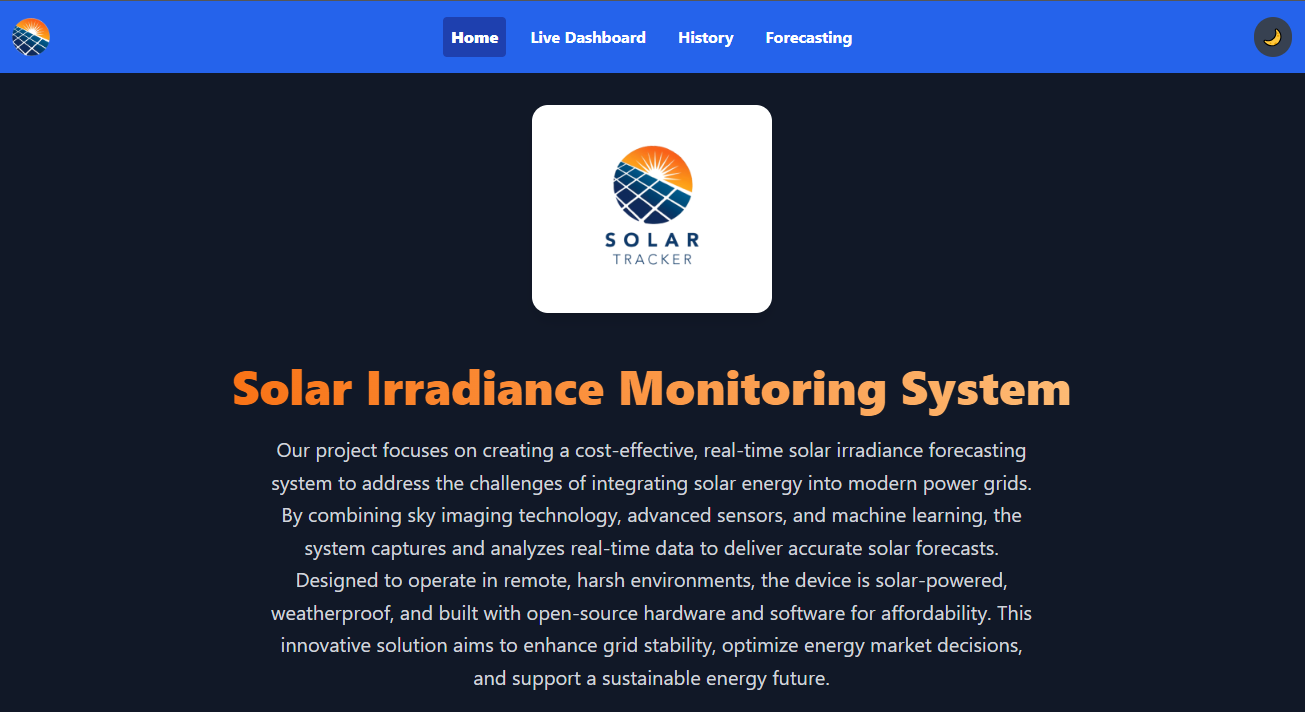 Home Live Dashboard History Forecasting
SOLAR
TRACKER
Solar Irradiance Monitoring System
Our project focuses on creating a cost-effective, real-time solar irradiance forecasting
system to address the challenges of integrating solar energy into modern power grids.
By combining sky imaging technology, advanced sensors, and machine learning, the
system captures and analyzes real-time data to deliver accurate solar forecasts.
Designed to operate in remote, harsh environments, the device is solar-powered,
weatherproof, and built with open-source hardware and software for affordability. This
innovative solution aims to enhance grid stability, optimize energy market decisions,
and support a sustainable energy future.